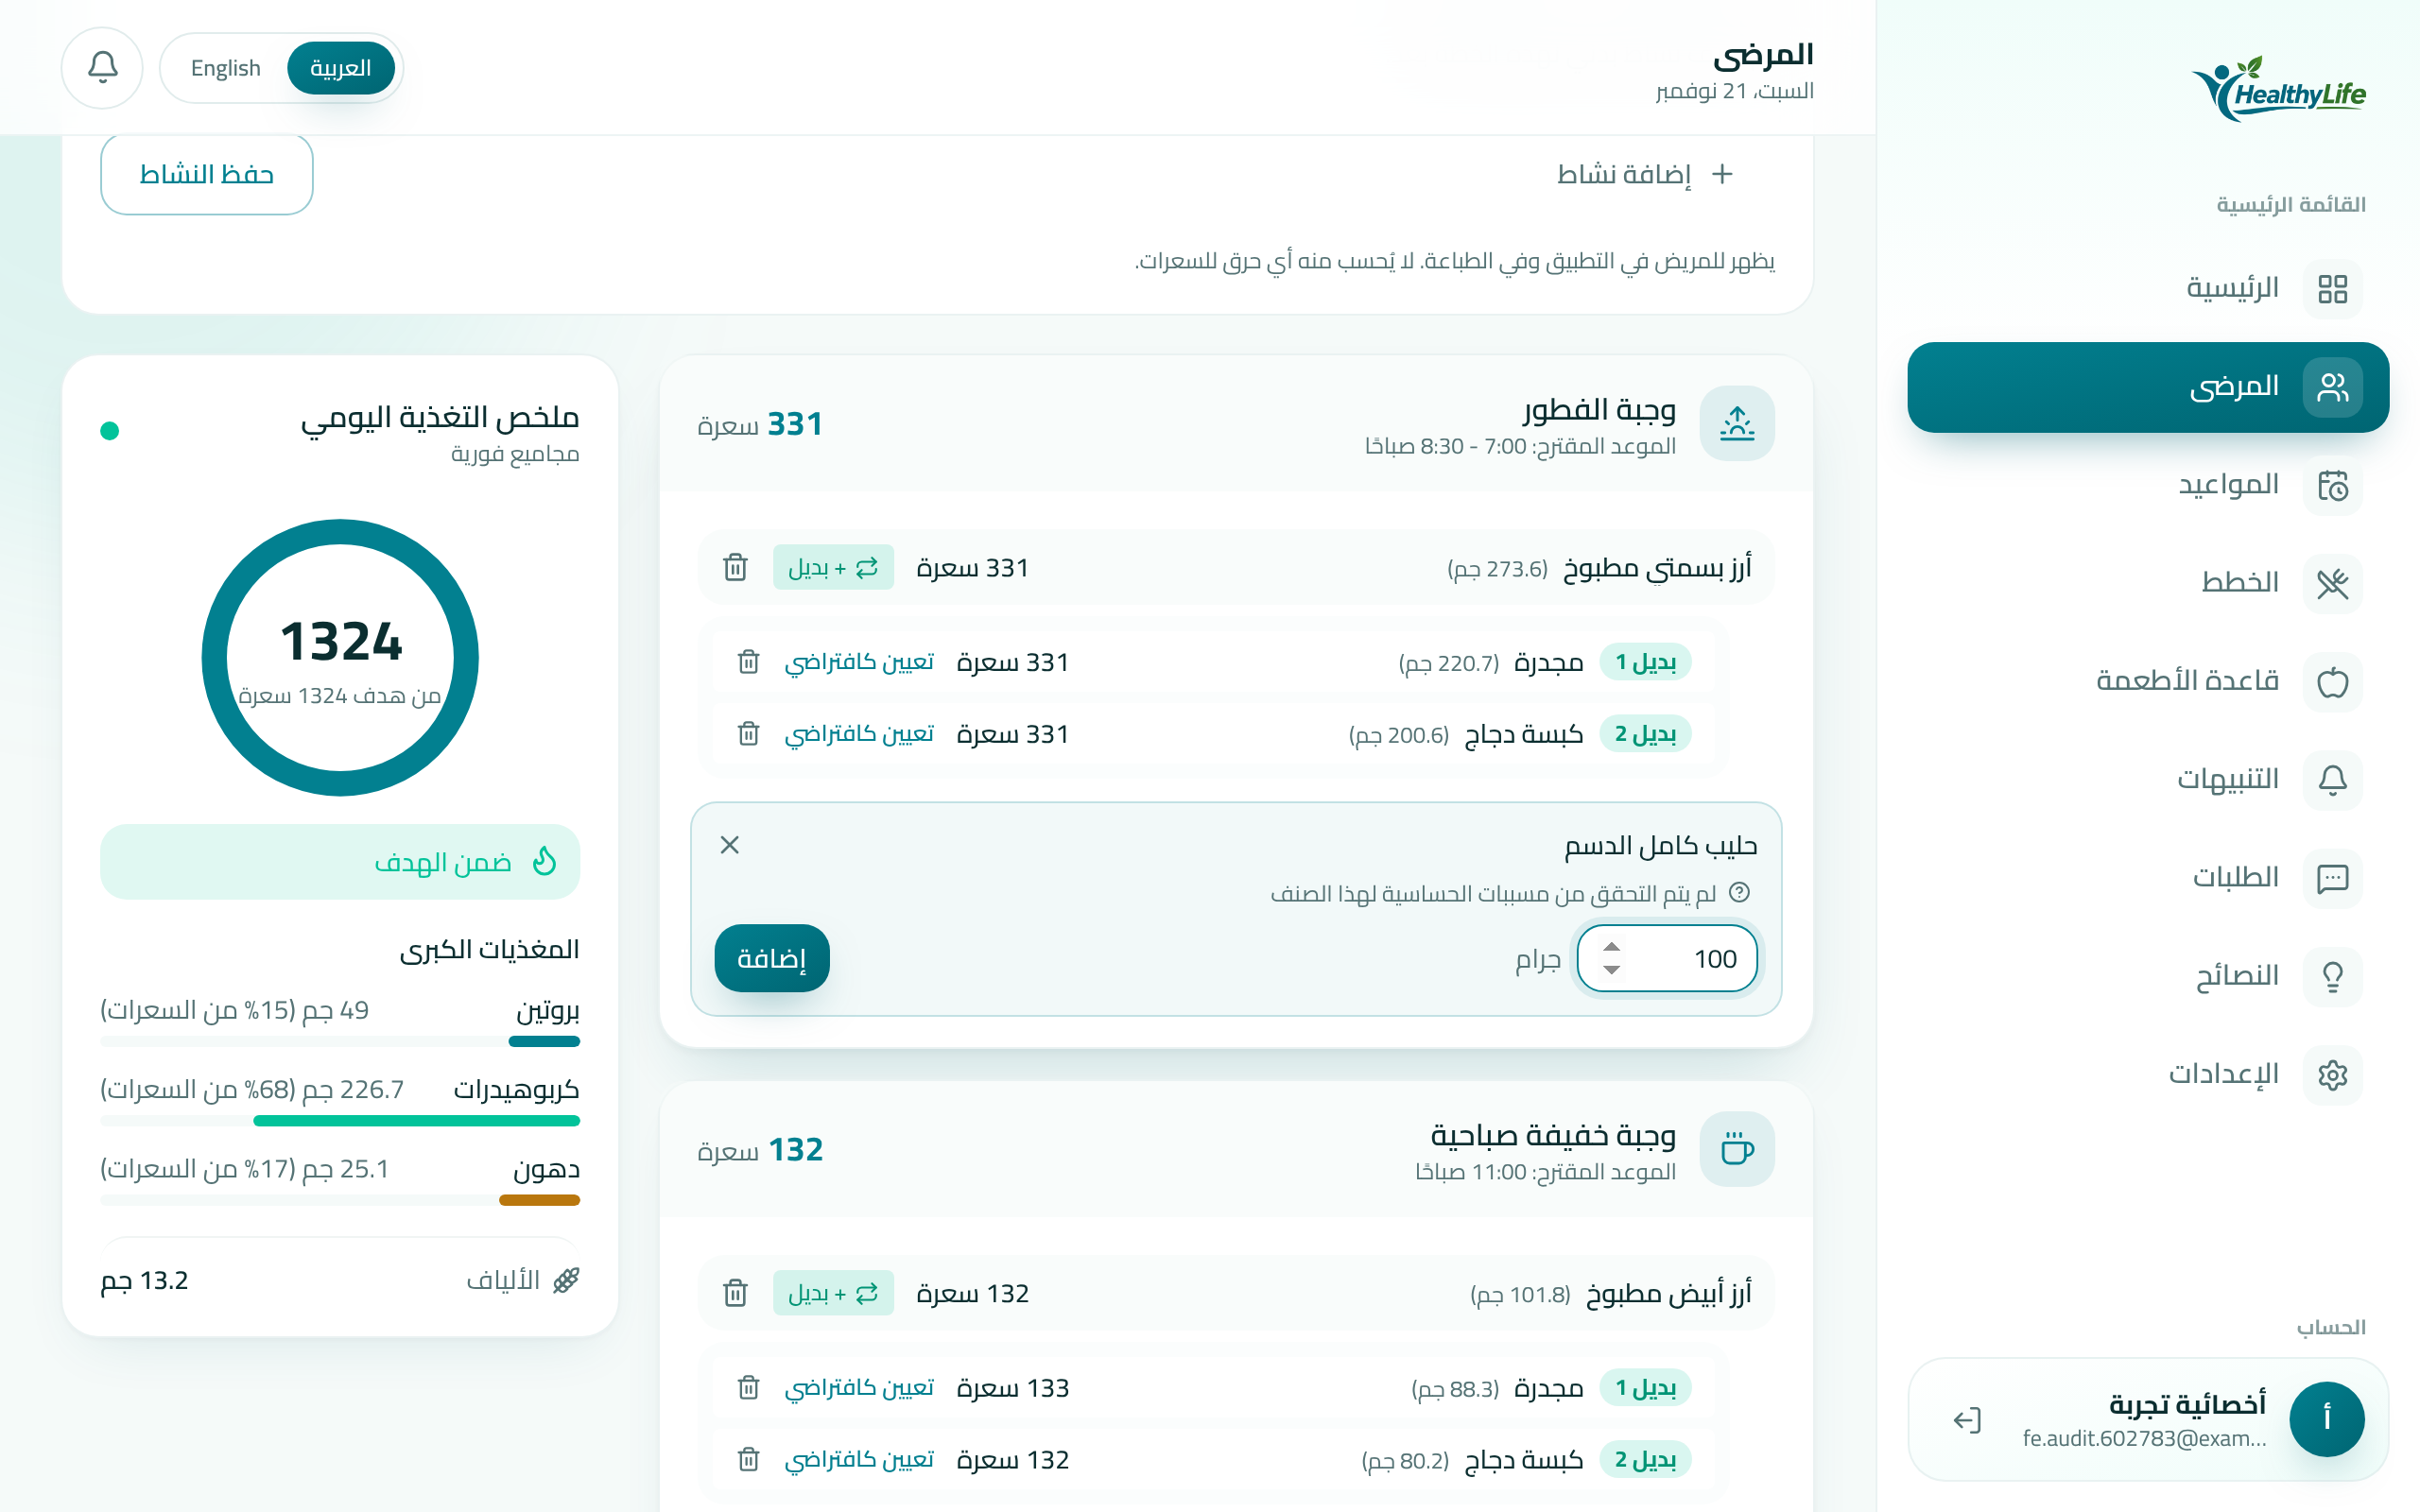 HealthyLife
القائمة الرئيسية
الرئيسية
المرضى
المواعيد
الخطط
قاعدة الأطعمة
التنبيهات
الطلبات
النصائح
الإعدادات
الحساب
أ
أخصائية تجربة
fe.audit.602783@exam...
المرضى
السبت، 21 نوفمبر
العربية
English
إضافة نشاط
حفظ النشاط
يظهر للمريض في التطبيق وفي الطباعة. لا يُحسب منه أي حرق للسعرات.
وجبة الفطور
الموعد المقترح: 7:00 - 8:30 صباحًا
331 سعرة
أرز بسمتي مطبوخ (273.6 جم) 331 سعرة + بديل
بديل 1 مجدرة (220.7 جم) 331 سعرة تعيين كافتراضي
بديل 2 كبسة دجاج (200.6 جم) 331 سعرة تعيين كافتراضي
حليب كامل الدسم
لم يتم التحقق من مسببات الحساسية لهذا الصنف
100 جرام إضافة
وجبة خفيفة صباحية
الموعد المقترح: 11:00 صباحًا
132 سعرة
أرز أبيض مطبوخ (101.8 جم) 132 سعرة + بديل
بديل 1 مجدرة (88.3 جم) 133 سعرة تعيين كافتراضي
بديل 2 كبسة دجاج (80.2 جم) 132 سعرة تعيين كافتراضي
ملخص التغذية اليومي
مجاميع فورية
1324
من هدف 1324 سعرة
ضمن الهدف
المغذيات الكبرى
بروتين 49 جم (15% من السعرات)
كربوهيدرات 226.7 جم (68% من السعرات)
دهون 25.1 جم (17% من السعرات)
الألياف 13.2 جم